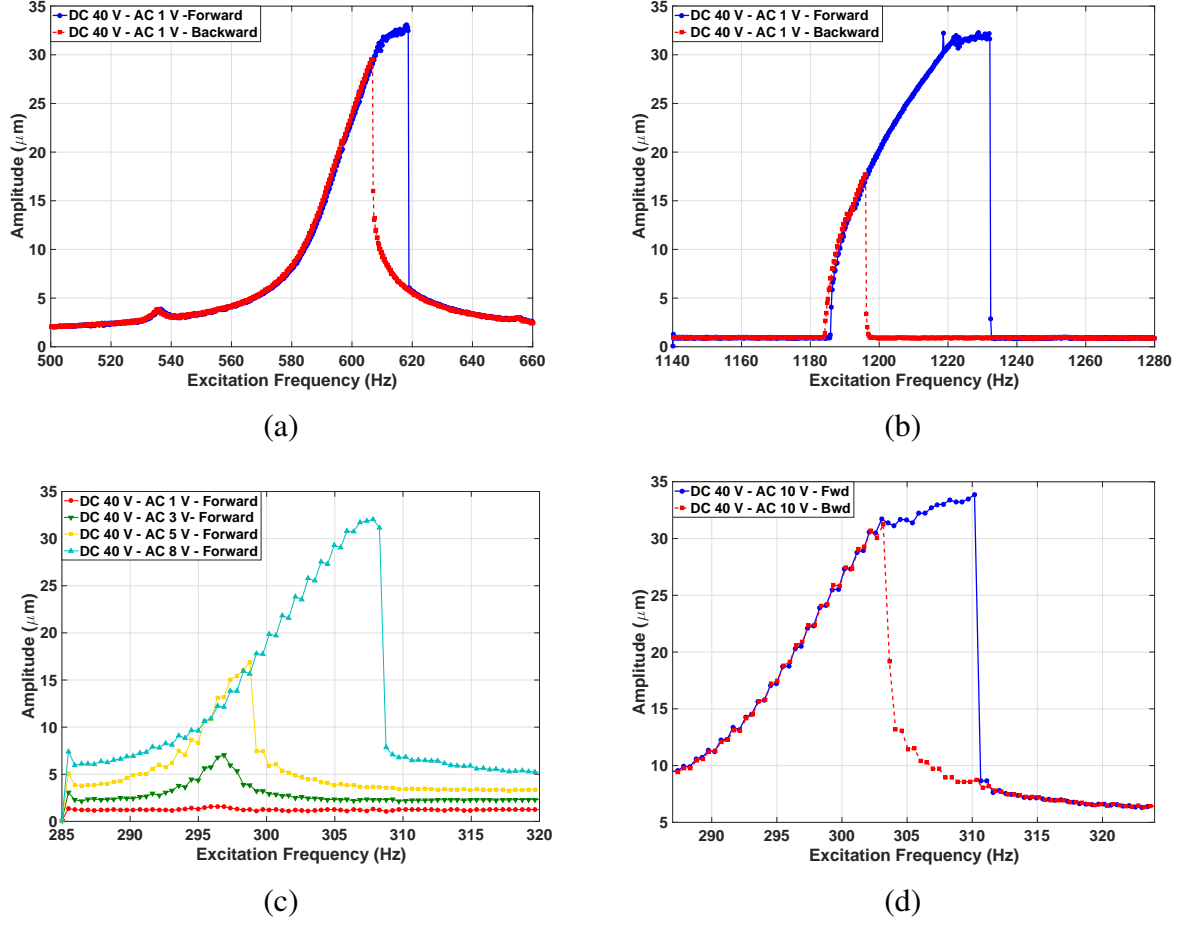 DC 40 V - AC 1 V -Forward
DC 40 V - AC 1 V - Backward
Amplitude (μm)
35
30
25
20
15
10
5
0
500 520 540 560 580 600 620 640 660
Excitation Frequency (Hz)
(a)
DC 40 V - AC 1 V - Forward
DC 40 V - AC 1 V - Backward
Amplitude (μm)
35
30
25
20
15
10
5
0
1140 1160 1180 1200 1220 1240 1260 1280
Excitation Frequency (Hz)
(b)
DC 40 V - AC 1 V - Forward
DC 40 V - AC 3 V- Forward
DC 40 V - AC 5 V - Forward
DC 40 V - AC 8 V - Forward
Amplitude (μm)
35
30
25
20
15
10
5
0
285 290 295 300 305 310 315 320
Excitation Frequency (Hz)
(c)
DC 40 V - AC 10 V - Fwd
DC 40 V - AC 10 V - Bwd
Amplitude (μm)
35
30
25
20
15
10
5
290 295 300 305 310 315 320
Excitation Frequency (Hz)
(d)